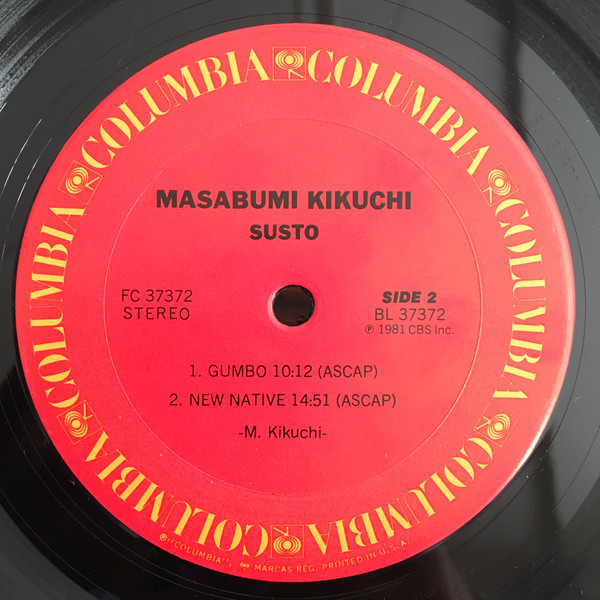 COLUMBIA COLUMBIA COLUMBIA COLUMBIA COLUMBIA COLUMBIA
MASABUMI KIKUCHI
SUSTO
FC 37372
STEREO
SIDE 2
BL 37372
℗ 1981 CBS Inc.
1. GUMBO 10:12 (ASCAP)
2. NEW NATIVE 14:51 (ASCAP)
-M. Kikuchi-
®"COLUMBIA", MARCAS REG. PRINTED IN U.S.A.